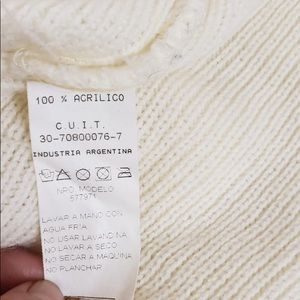 100 % ACRILICO
C.U.I.T.
30-70800076-7
INDUSTRIA ARGENTINA
NRO. MODELO
577971
LAVAR A MANO CON
AGUA FRIA
NO USAR LAVANDINA
NO LAVAR A SECO
NO SECAR A MAQUINA
NO PLANCHAR